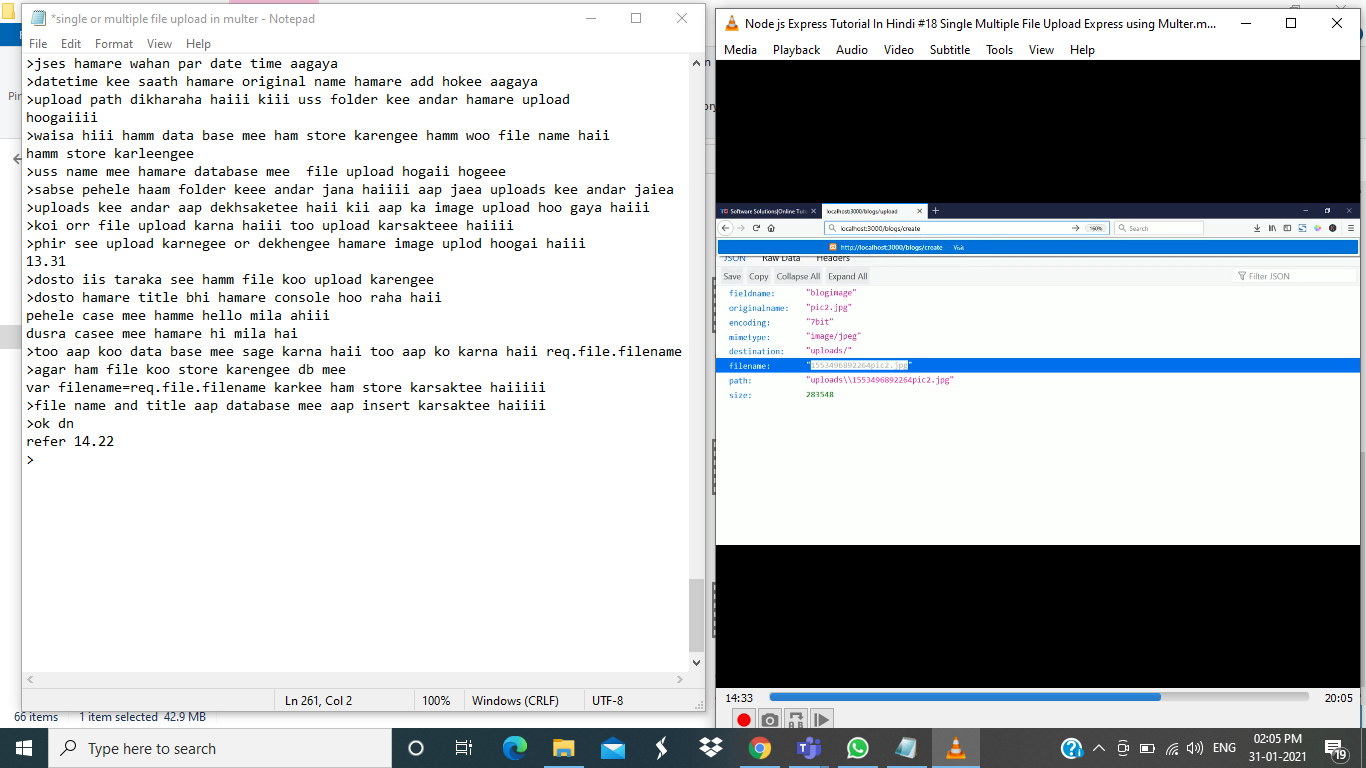 *single or multiple file upload in multer - Notepad
File Edit Format View Help
>jses hamare wahan par date time aagaya
>datetime kee saath hamare original name hamare add hokee aagaya
>upload path dikharaha haiii kiii uss folder kee andar hamare upload
hoogaiiii
>waisa hiii hamm data base mee ham store karengee hamm woo file name haii
hamm store karleengee
>uss name mee hamare database mee  file upload hogaii hogeee
>sabse pehele haam folder keee andar jana haiiii aap jaea uploads kee andar jaiea
>uploads kee andar aap dekhsaketee haii kii aap ka image upload hoo gaya haiii
>koi orr file upload karna haiii too upload karsakteee haiiii
>phir see upload karnegee or dekhengee hamare image uplod hoogai haiii
13.31
>dosto iis taraka see hamm file koo upload karengee
>dosto hamare title bhi hamare console hoo raha haii
pehele case mee hamme hello mila ahiii
dusra casee mee hamare hi mila hai
>too aap koo data base mee sage karna haii too aap ko karna haii req.file.filename
>agar ham file koo store karengee db mee
var filename=req.file.filename karkee ham store karsaktee haiiiii
>file name and title aap database mee aap insert karsaktee haiiii
>ok dn
refer 14.22
>
Ln 261, Col 2 100% Windows (CRLF) UTF-8
66 items 1 item selected 42.9 MB
Node js Express Tutorial In Hindi #18 Single Multiple File Upload Express using Multer.m...
Media Playback Audio Video Subtitle Tools View Help
Software Solutions|Online Tuto localhost:3000/blogs/upload
localhost:3000/blogs/create 160% Search
http://localhost:3000/blogs/create Visit
JSON Raw Data Headers
Save Copy Collapse All Expand All Filter JSON
fieldname: "blogimage"
originalname: "pic2.jpg"
encoding: "7bit"
mimetype: "image/jpeg"
destination: "uploads/"
filename: "1553496892264pic2.jpg"
path: "uploads\\1553496892264pic2.jpg"
size: 283548
14:33 20:05
Type here to search
ENG
02:05 PM
31-01-2021
19